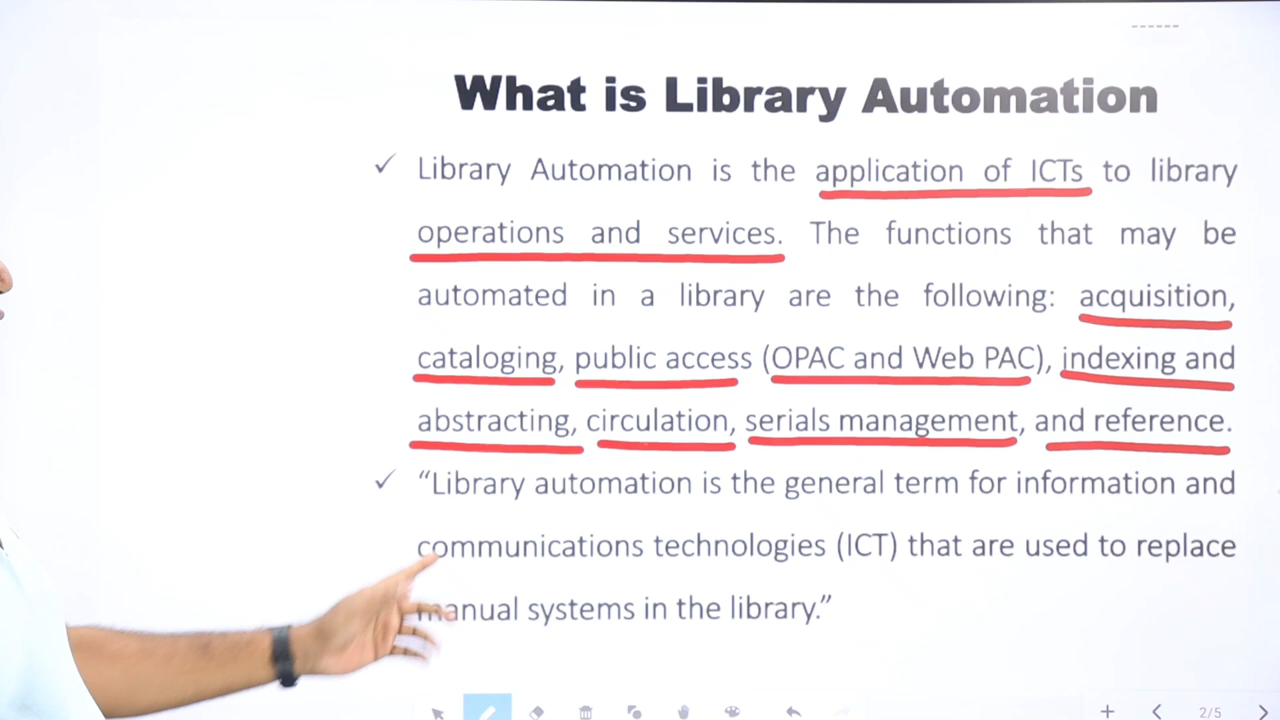 What is Library Automation
✓ Library Automation is the application of ICTs to library
operations and services. The functions that may be
automated in a library are the following: acquisition,
cataloging, public access (OPAC and Web PAC), indexing and
abstracting, circulation, serials management, and reference.
✓ “Library automation is the general term for information and
communications technologies (ICT) that are used to replace
manual systems in the library.”
2/5